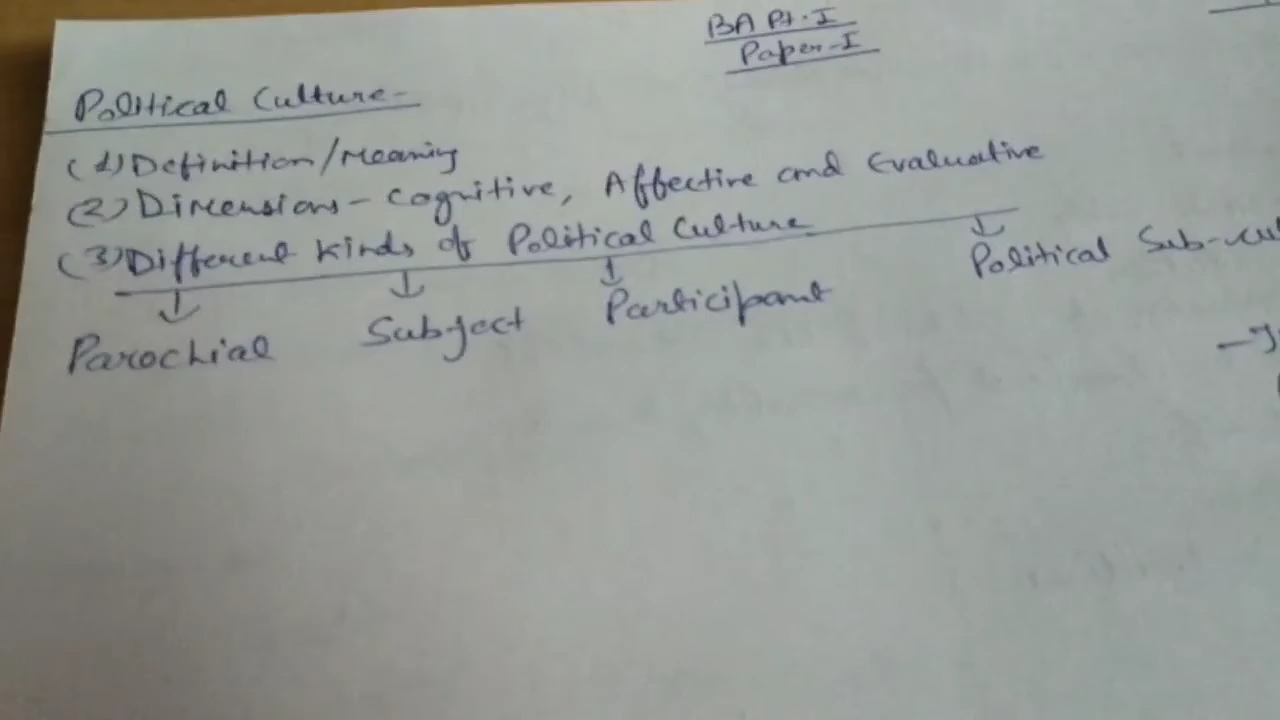 BA Pt.I
Paper-I
Political Culture-
(1) Definition/Meaning
(2) Dimensions- Cognitive, Affective and Evaluative
(3) Different Kinds of Political Culture
Parochial Subject Participant Political Sub-cul